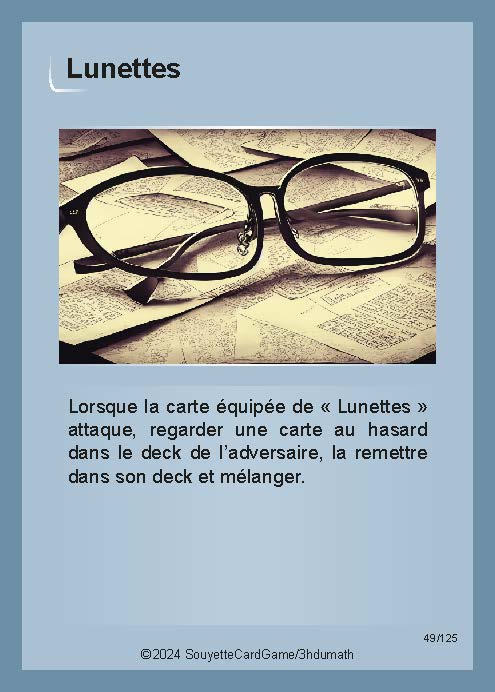 Lunettes
Lorsque la carte équipée de « Lunettes »
attaque, regarder une carte au hasard
dans le deck de l'adversaire, la remettre
dans son deck et mélanger.
49/125
©2024 SouyetteCardGame/3hdumath